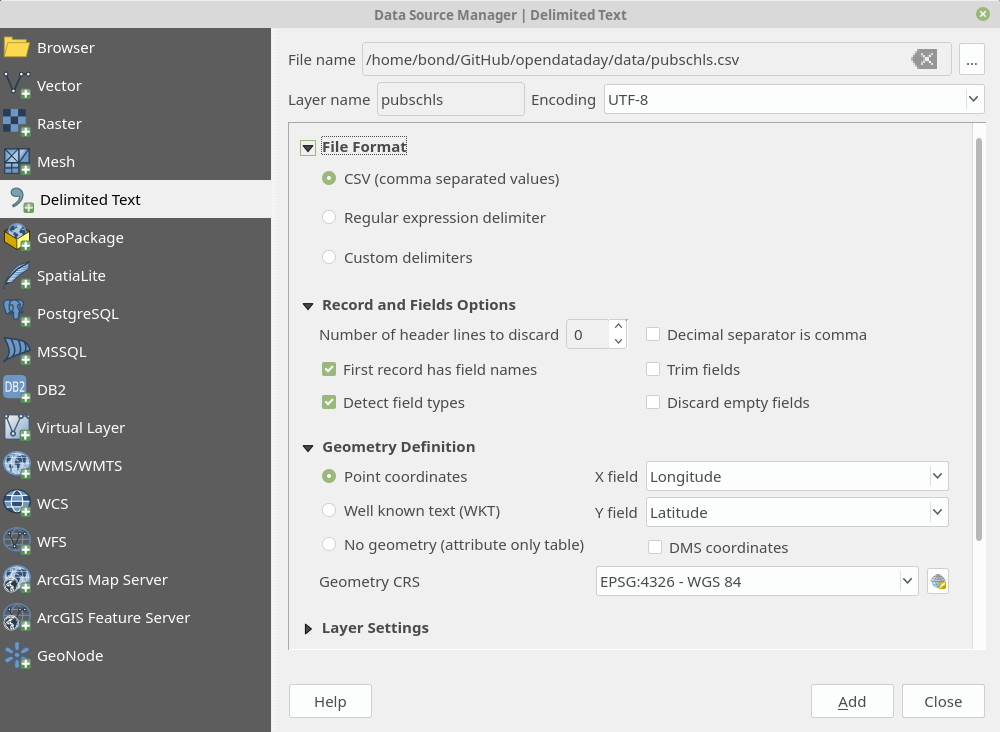 Data Source Manager | Delimited Text
Browser
Vector
Raster
Mesh
Delimited Text
GeoPackage
SpatiaLite
PostgreSQL
MSSQL
DB2 DB2
Virtual Layer
WMS/WMTS
WCS
WFS
ArcGIS Map Server
ArcGIS Feature Server
GeoNode
File name /home/bond/GitHub/opendataday/data/pubschls.csv ...
Layer name pubschls Encoding UTF-8
File Format
CSV (comma separated values)
Regular expression delimiter
Custom delimiters
Record and Fields Options
Number of header lines to discard 0 Decimal separator is comma
First record has field names Trim fields
Detect field types Discard empty fields
Geometry Definition
Point coordinates X field Longitude
Well known text (WKT) Y field Latitude
No geometry (attribute only table) DMS coordinates
Geometry CRS EPSG:4326 - WGS 84
Layer Settings
Help Add Close